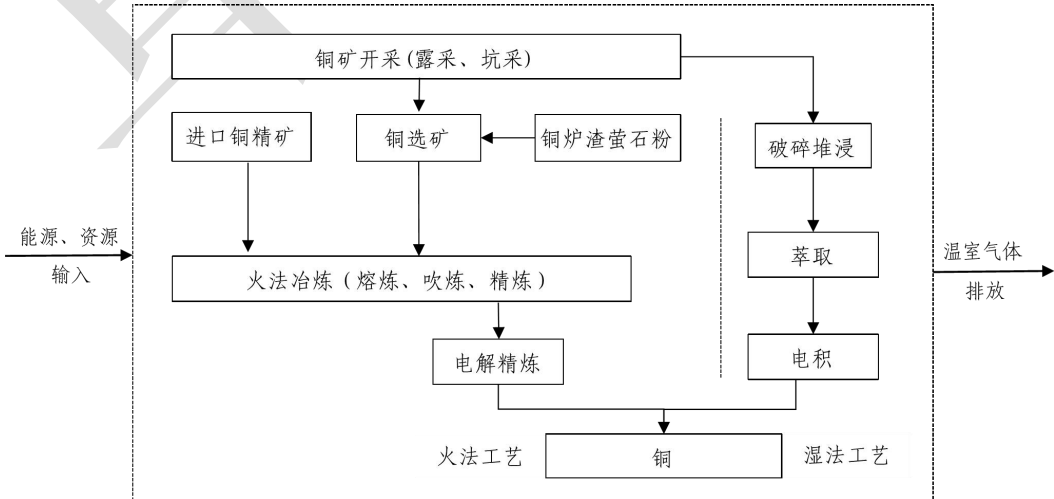 铜矿开采(露采、坑采)
进口铜精矿
铜选矿
铜炉渣萤石粉
破碎堆浸
能源、资源
输入
萃取
温室气体
排放
火法冶炼(熔炼、吹炼、精炼)
电解精炼
电积
火法工艺
铜
湿法工艺